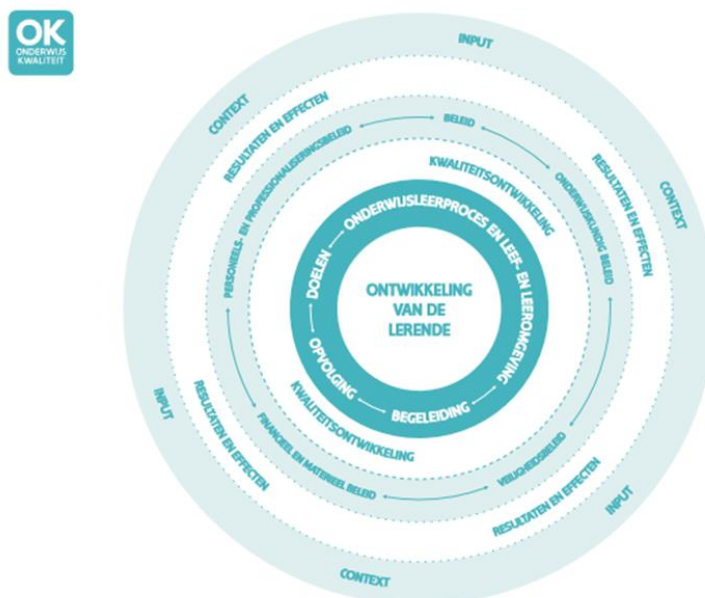 OK
ONDERWIJS
KWALITEIT
INPUT
CONTEXT
RESULTATEN EN EFFECTEN
PERSONEELS- EN PROFESSIONALISERINGSBELEID
BELEID
KWALITEITSONTWIKKELING
RESULTATEN EN EFFECTEN
CONTEXT
ONDERWIJSKUNDIG BELEID
ONDERWIJSLEERPROCES EN LEEF- EN LEEROMGEVING
DOELEN
ONTWIKKELING
VAN DE
LERENDE
OPVOLGING
BEGELEIDING
KWALITEITSONTWIKKELING
INPUT
RESULTATEN EN EFFECTEN
FINANCIEEL EN MATERIEEL BELEID
VEILIGHEIDSBELEID
RESULTATEN EN EFFECTEN
INPUT
CONTEXT